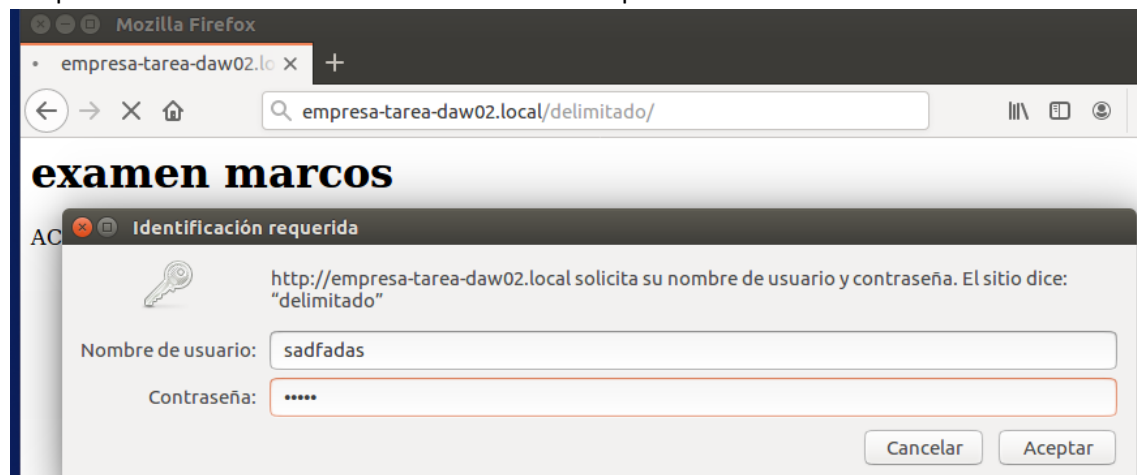 Mozilla Firefox
empresa-tarea-daw02.lo
empresa-tarea-daw02.local/delimitado/
examen marcos
AC
Identificación requerida
http://empresa-tarea-daw02.local solicita su nombre de usuario y contraseña. El sitio dice:
“delimitado”
Nombre de usuario: sadfadas
Contraseña: •••••
Cancelar Aceptar